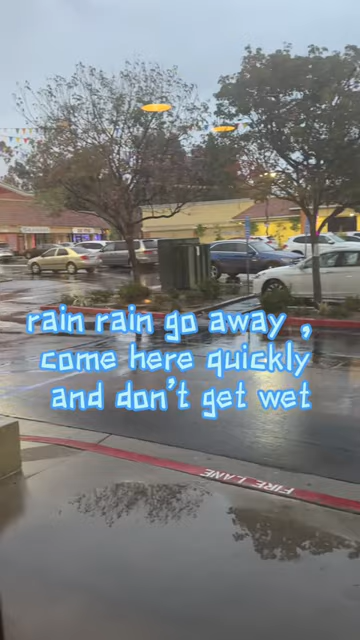 rain rain go away ,
come here quickly
and don't get wet
FIRE LANE